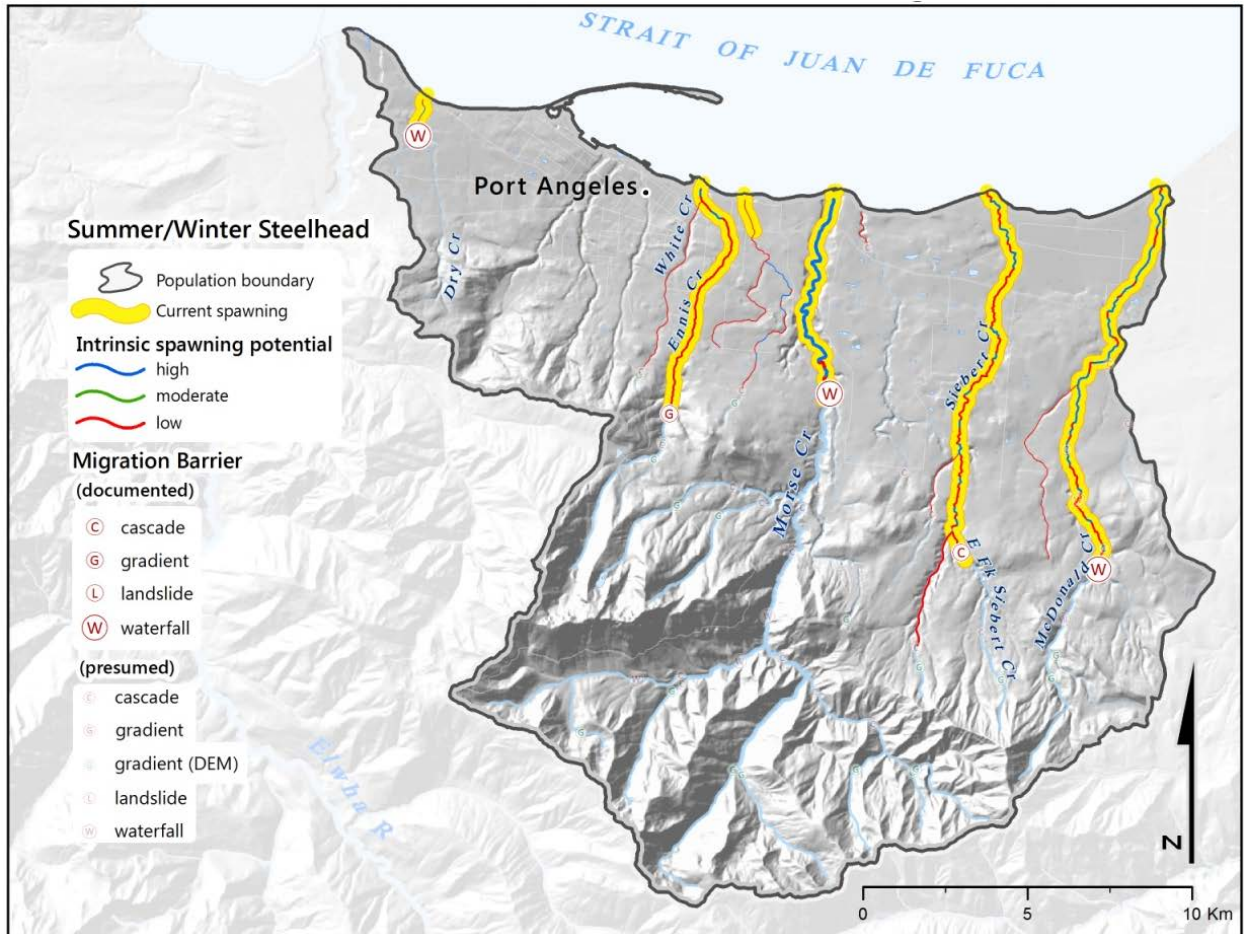 STRAIT OF JUAN DE FUCA
Port Angeles
Summer/Winter Steelhead
Population boundary
Current spawning
Intrinsic spawning potential
high
moderate
low
Migration Barrier
(documented)
C cascade
G gradient
L landslide
W waterfall
(presumed)
C cascade
G gradient
G gradient (DEM)
L landslide
W waterfall
W
Dry Cr
White Cr
Ennis Cr
G
W
Morse Cr
Siebert Cr
C
E Fk Siebert Cr
McDonald Cr
W
Elwha R
N
0 5 10 Km